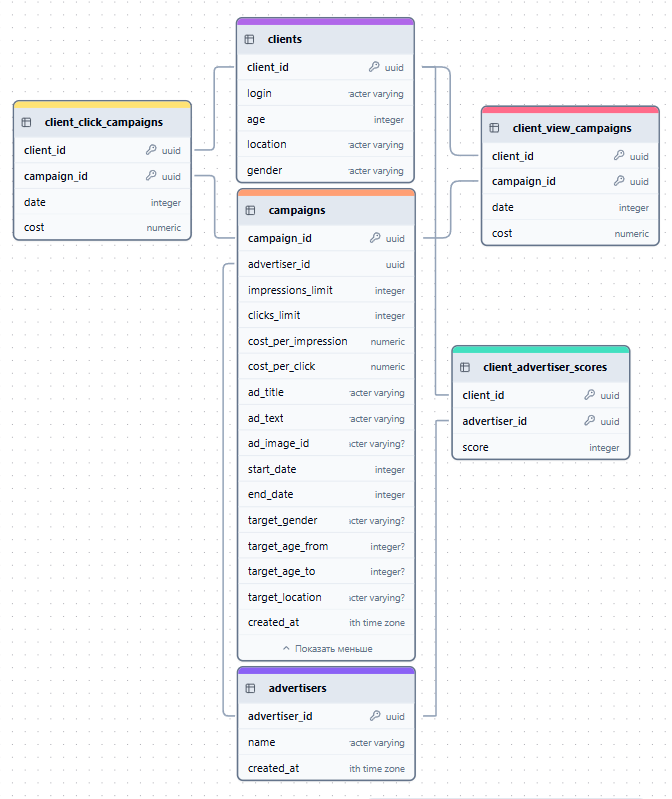 clients
client_id uuid
login acter varying
age integer
location acter varying
gender acter varying
client_click_campaigns
client_id uuid
campaign_id uuid
date integer
cost numeric
client_view_campaigns
client_id uuid
campaign_id uuid
date integer
cost numeric
campaigns
campaign_id uuid
advertiser_id uuid
impressions_limit integer
clicks_limit integer
cost_per_impression numeric
cost_per_click numeric
ad_title acter varying
ad_text acter varying
ad_image_id cter varying?
start_date integer
end_date integer
target_gender cter varying?
target_age_from integer?
target_age_to integer?
target_location cter varying?
created_at ith time zone
Показать меньше
client_advertiser_scores
client_id uuid
advertiser_id uuid
score integer
advertisers
advertiser_id uuid
name acter varying
created_at ith time zone